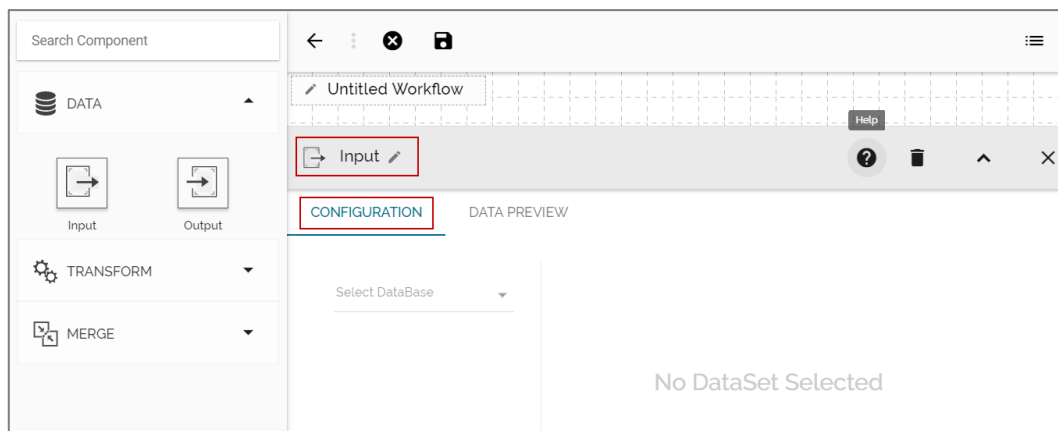 Search Component
DATA
Input
Output
TRANSFORM
MERGE
Untitled Workflow
Help
Input
CONFIGURATION
DATA PREVIEW
Select DataBase
No DataSet Selected